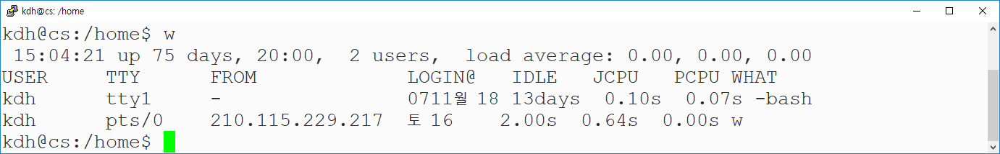 kdh@cs: /home
kdh@cs:/home$ w
 15:04:21 up 75 days, 20:00,  2 users,  load average: 0.00, 0.00, 0.00
USER     TTY      FROM             LOGIN@   IDLE   JCPU   PCPU WHAT
kdh      tty1     -                0711월 18 13days  0.10s  0.07s -bash
kdh      pts/0    210.115.229.217  토 16    2.00s  0.64s  0.00s w
kdh@cs:/home$